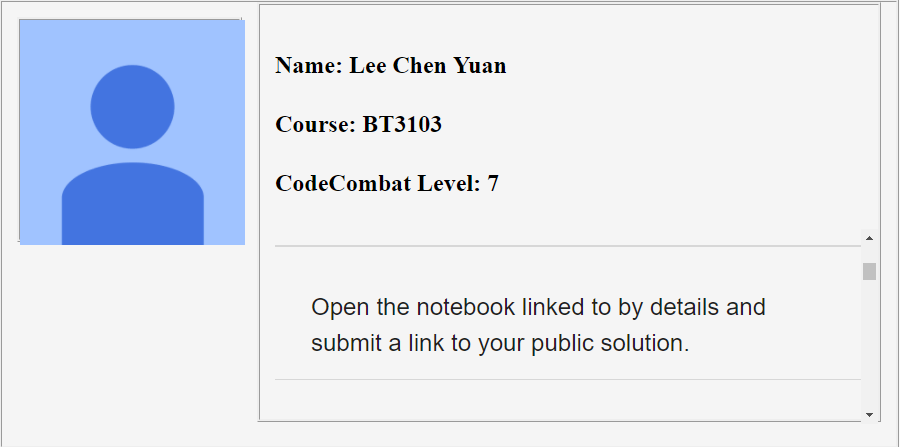 Name: Lee Chen Yuan
Course: BT3103
CodeCombat Level: 7
Open the notebook linked to by details and
submit a link to your public solution.